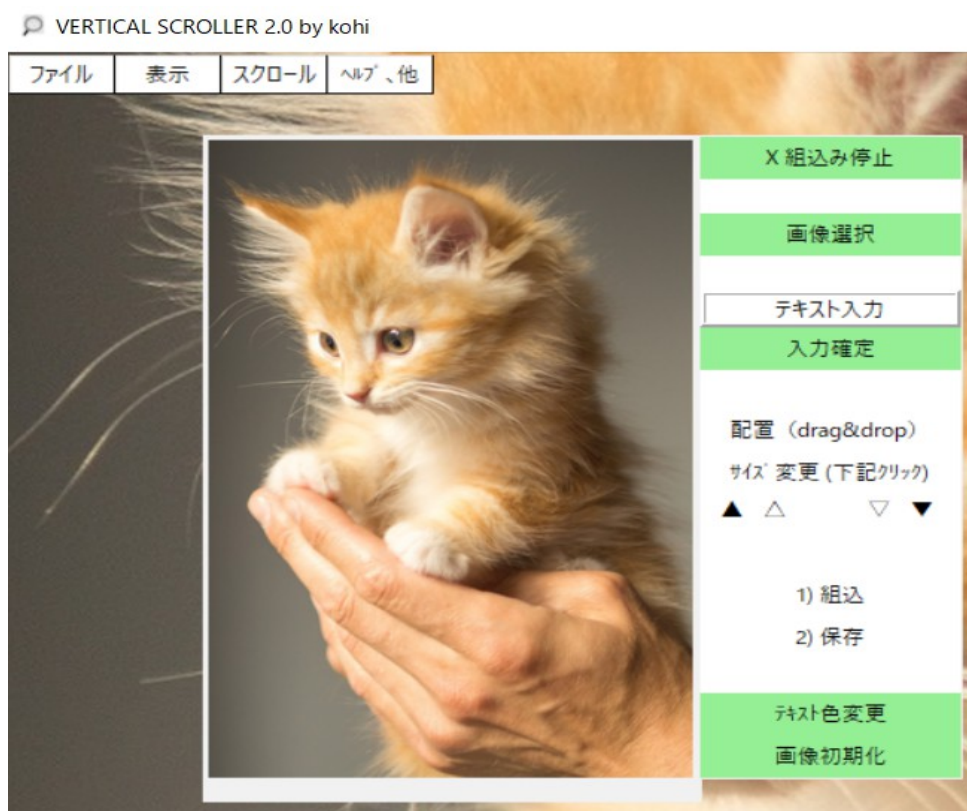 VERTICAL SCROLLER 2.0 by kohi
ファイル 表示 スクロール ﾍﾙﾌﾟ、他
X 組込み停止
画像選択
テキスト入力
入力確定
配置（drag&drop）
ｻｲｽﾞ変更 (下記ｸﾘｯｸ)
▲ △ ▽ ▼
1) 組込
2) 保存
ﾃｷｽﾄ色変更
画像初期化